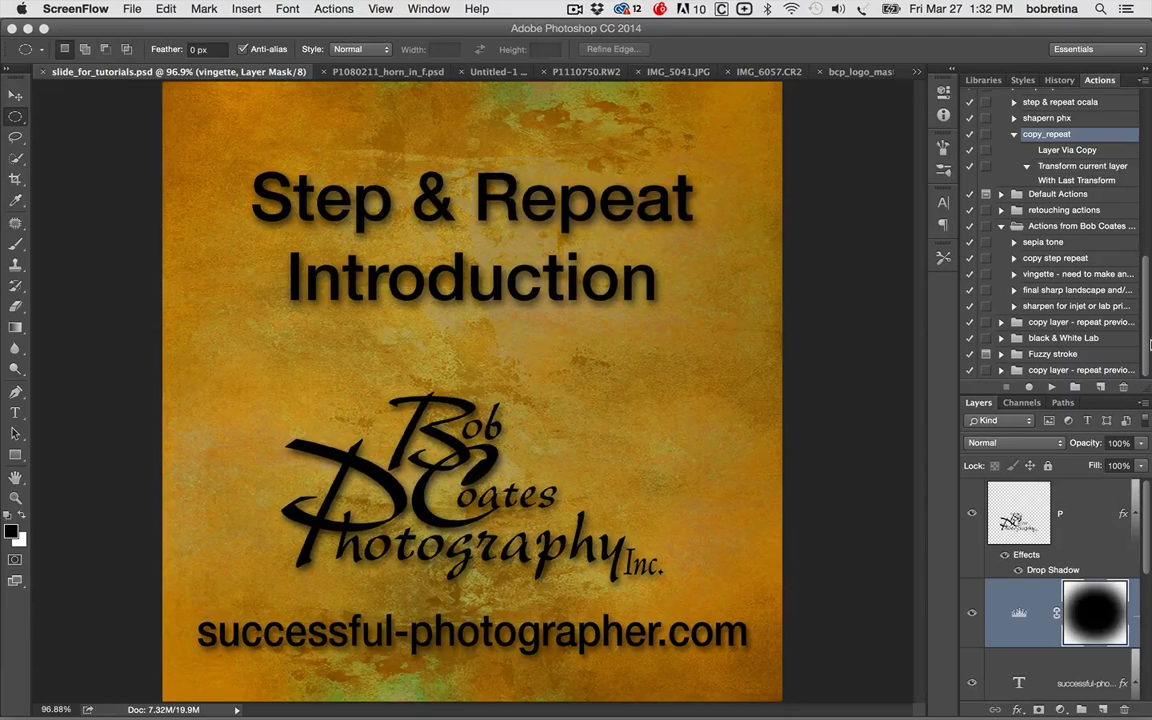 ScreenFlow File Edit Mark Insert Font Actions View Window Help 12 10 Fri Mar 27 1:32 PM bobretina
Adobe Photoshop CC 2014
Feather: 0 px Anti-alias Style: Normal Width: Height: Refine Edge... Essentials
slide_for_tutorials.psd @ 96.9% (vingette, Layer Mask/8) P1080211_horn_in_f.psd Untitled-1 ... P1110750.RW2 IMG_5041.JPG IMG_6057.CR2 bcp_logo_mas
Libraries Styles History Actions
step & repeat ocala
shapern phx
copy_repeat
Layer Via Copy
Transform current layer
With Last Transform
Default Actions
retouching actions
Actions from Bob Coates ...
sepia tone
copy step repeat
vingette - need to make an...
final sharp landscape and/...
sharpen for injet or lab pri...
copy layer - repeat previo...
black & White Lab
Fuzzy stroke
copy layer - repeat previo...
Layers Channels Paths
Kind
Normal Opacity: 100%
Lock: Fill: 100%
P fx
Effects
Drop Shadow
T successful-pho... fx
Step & Repeat
Introduction
Bob
Coates
Photography Inc.
successful-photographer.com
96.88% Doc: 7.32M/19.9M